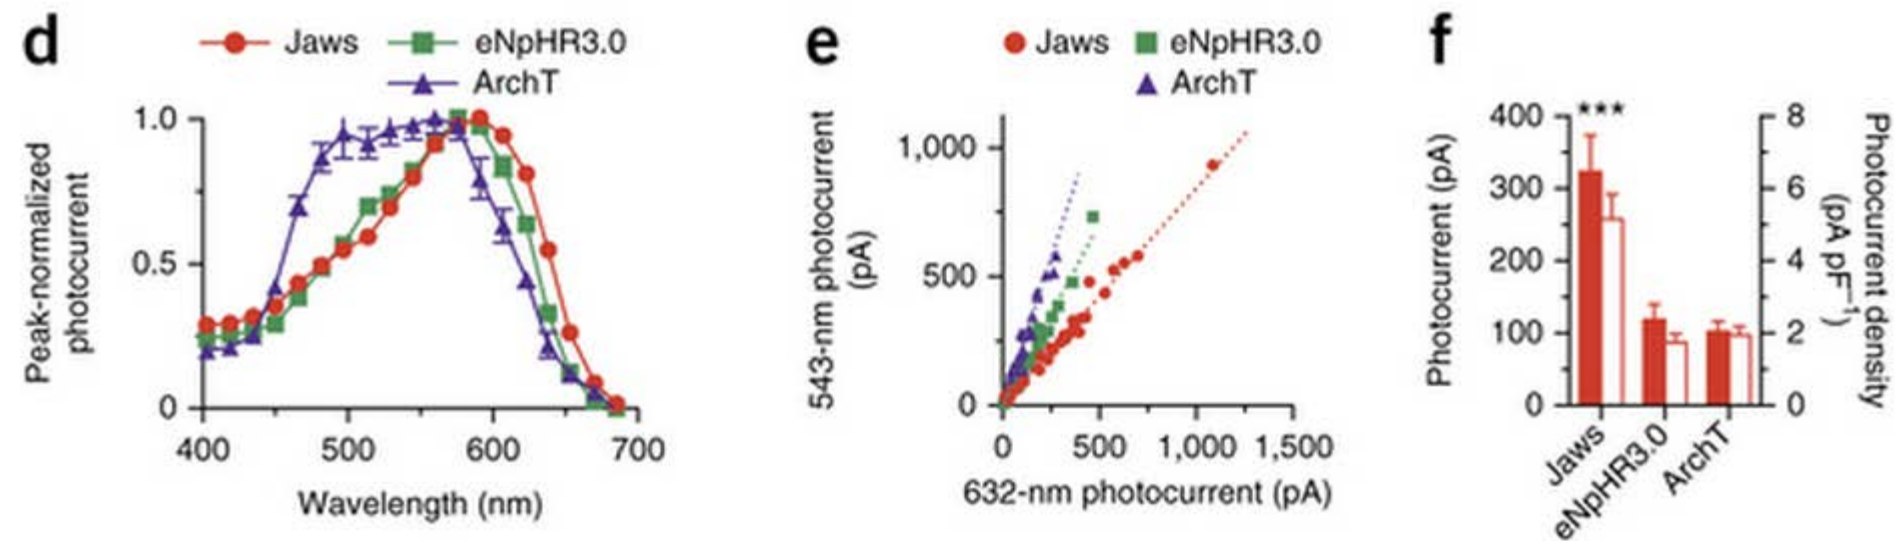 d
Jaws
eNpHR3.0
ArchT
Peak-normalized
photocurrent
1.0
0.5
0
400 500 600 700
Wavelength (nm)
e
Jaws
eNpHR3.0
ArchT
543-nm photocurrent
(pA)
1,000
500
0
0 500 1,000 1,500
632-nm photocurrent (pA)
f
Photocurrent (pA)
400
300
200
100
0
***
8
6
4
2
0
Photocurrent density
(pA pF⁻¹)
Jaws
eNpHR3.0
ArchT